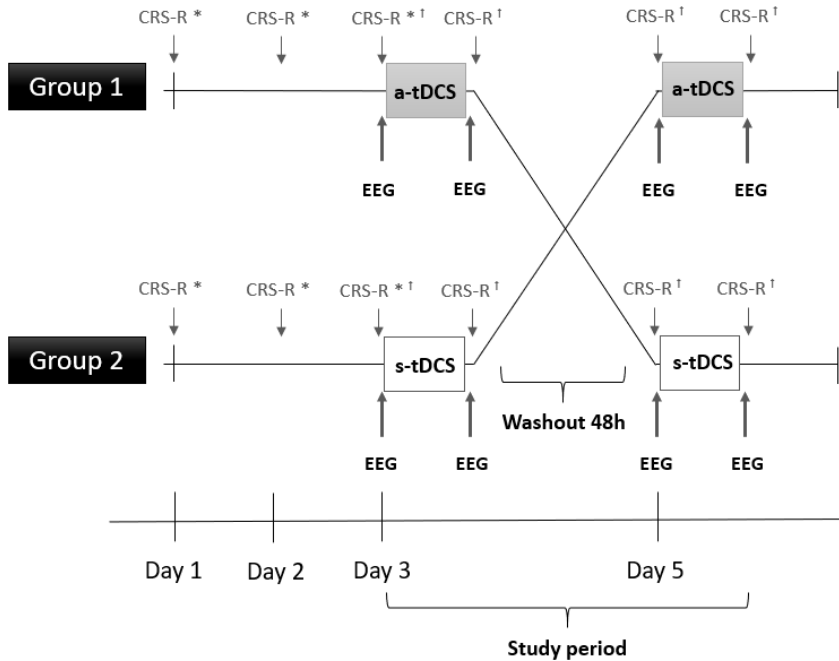 CRS-R * CRS-R * CRS-R * ↑ CRS-R ↑ CRS-R ↑ CRS-R ↑
Group 1 a-tDCS a-tDCS
EEG EEG EEG EEG
CRS-R * CRS-R * CRS-R * ↑ CRS-R ↑ CRS-R ↑ CRS-R ↑
Group 2 s-tDCS s-tDCS
Washout 48h
EEG EEG EEG EEG
Day 1 Day 2 Day 3 Day 5
Study period